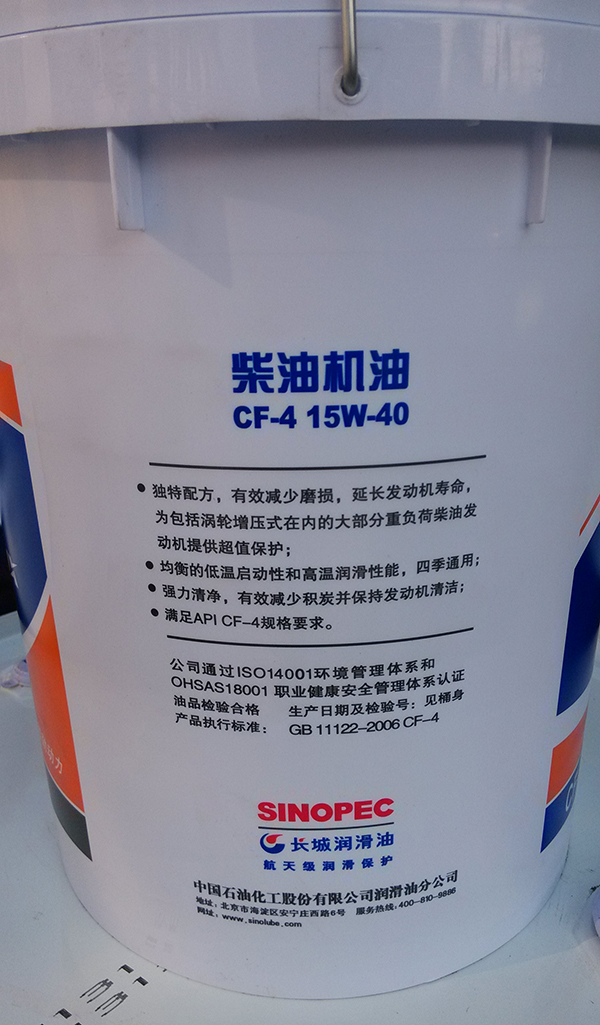 柴油机油
CF-4 15W-40
● 独特配方，有效减少磨损，延长发动机寿命，
为包括涡轮增压式在内的大部分重负荷柴油发
动机提供超值保护；
● 均衡的低温启动性和高温润滑性能，四季通用；
● 强力清净，有效减少积炭并保持发动机清洁；
● 满足API CF-4规格要求。
公司通过ISO14001环境管理体系和
OHSAS18001 职业健康安全管理体系认证
油品检验合格 生产日期及检验号：见桶身
产品执行标准： GB 11122-2006 CF-4
SINOPEC
长城润滑油
航天级润滑保护
中国石油化工股份有限公司润滑油分公司
地址：北京市海淀区安宁庄西路6号 服务热线：400-810-9886
网址：www.sinolube.com
动力